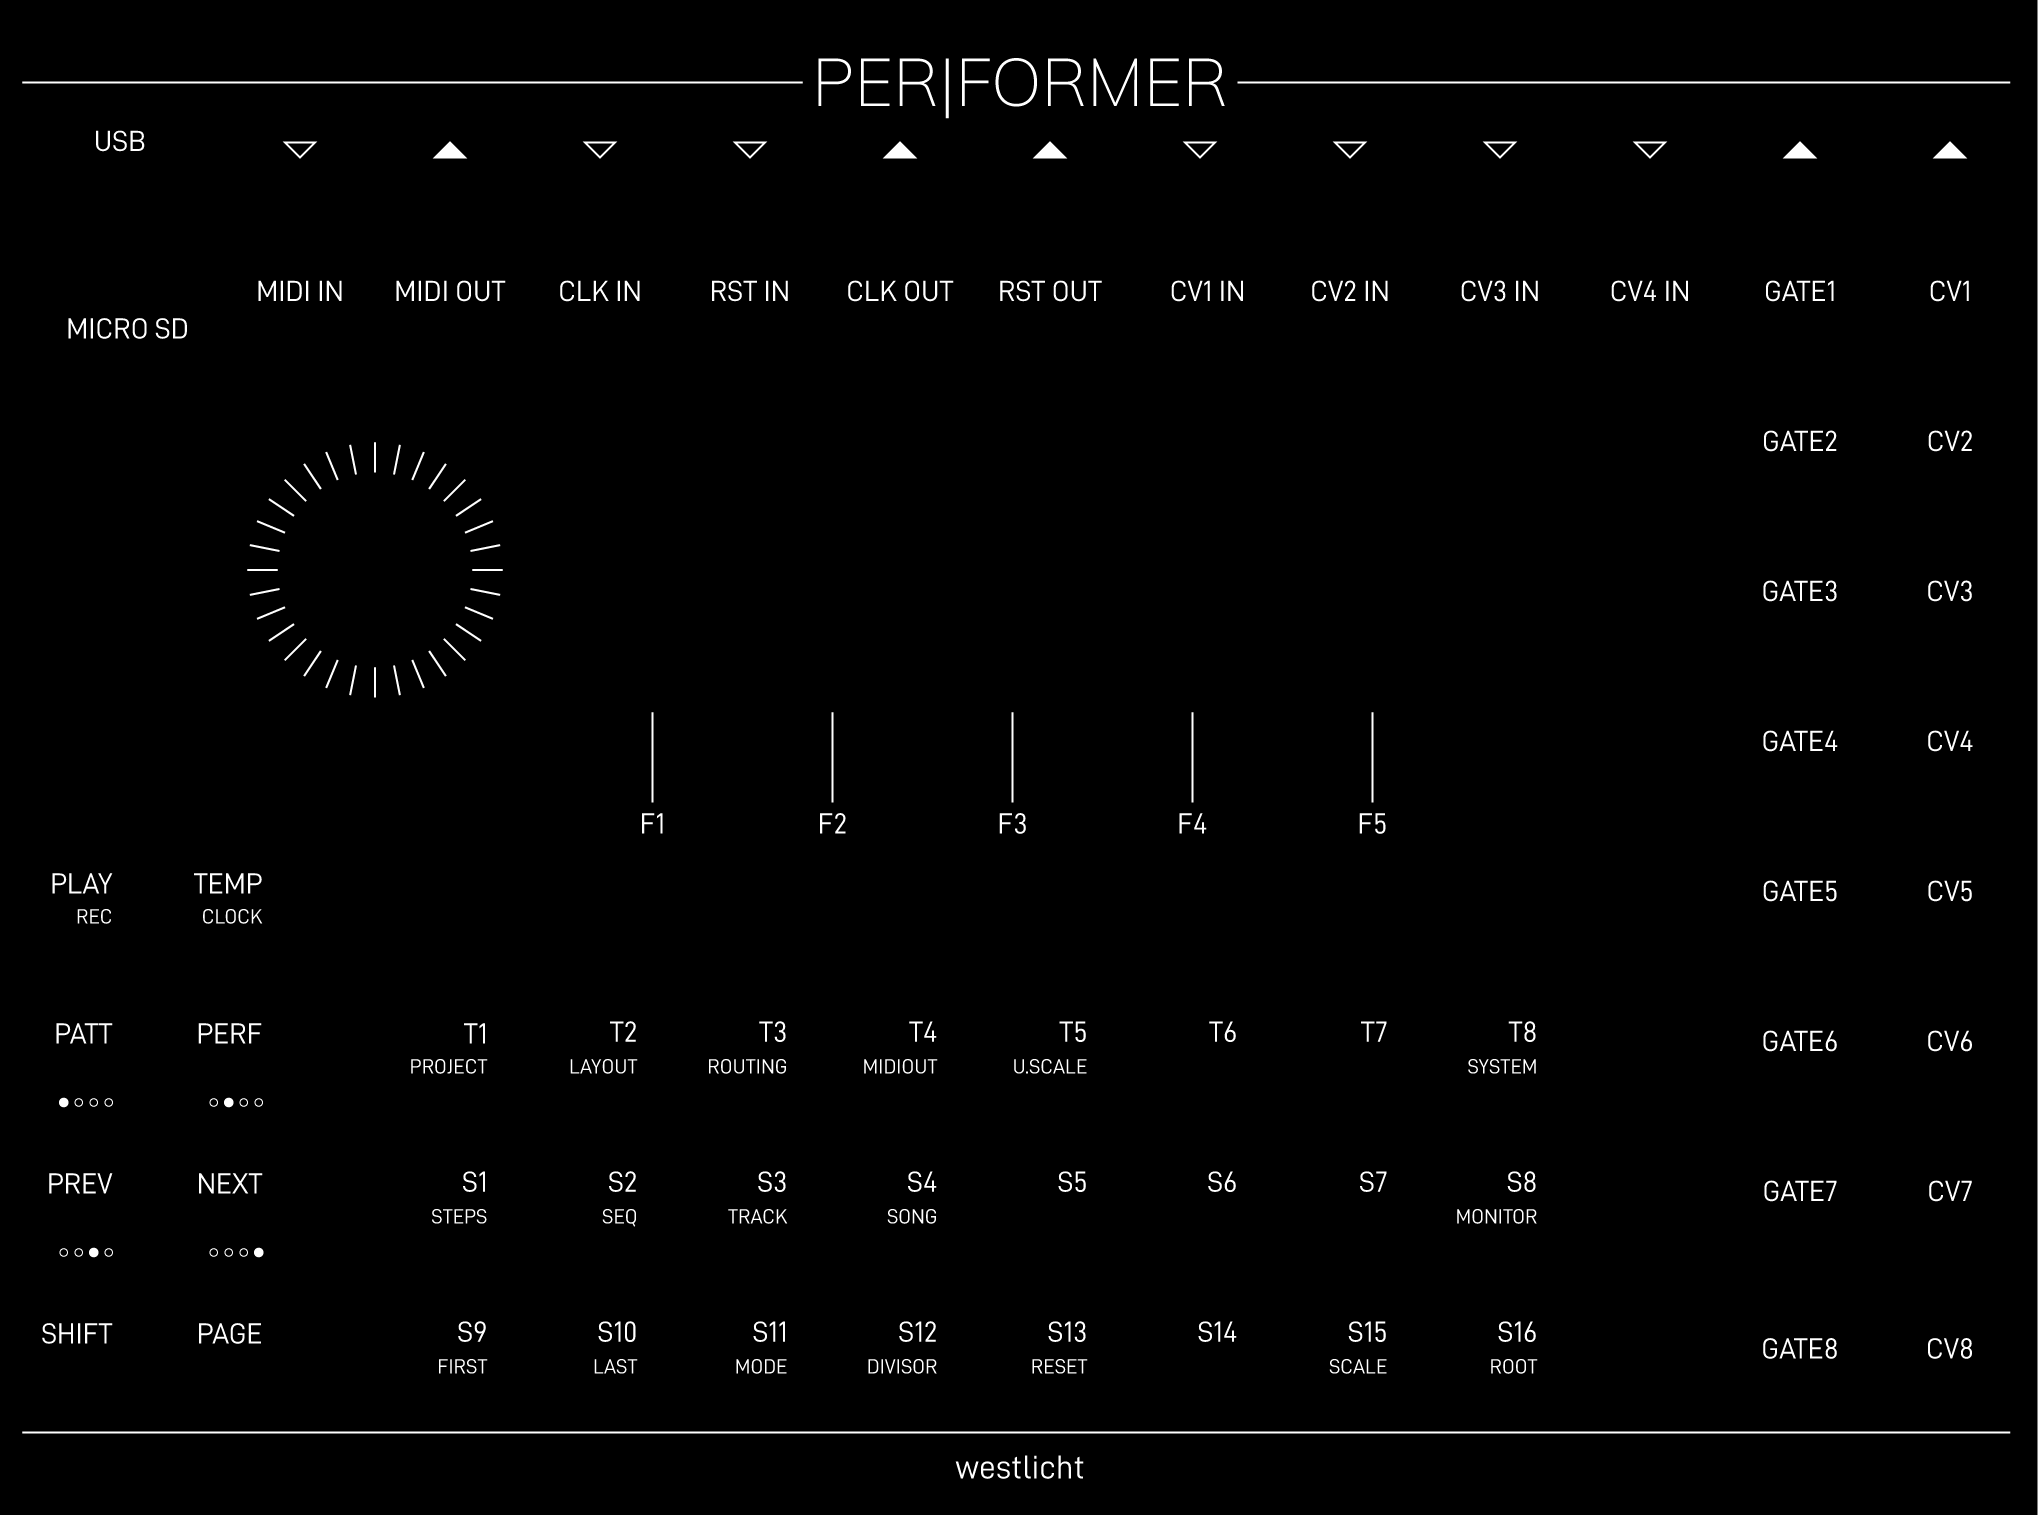 PER|FORMER
USB
MIDI IN MIDI OUT CLK IN RST IN CLK OUT RST OUT CV1 IN CV2 IN CV3 IN CV4 IN GATE1 CV1
MICRO SD
GATE2 CV2
GATE3 CV3
GATE4 CV4
F1 F2 F3 F4 F5
PLAY TEMP GATE5 CV5
REC CLOCK
PATT PERF T1 T2 T3 T4 T5 T6 T7 T8 GATE6 CV6
PROJECT LAYOUT ROUTING MIDIOUT U.SCALE SYSTEM
PREV NEXT S1 S2 S3 S4 S5 S6 S7 S8 GATE7 CV7
STEPS SEQ TRACK SONG MONITOR
SHIFT PAGE S9 S10 S11 S12 S13 S14 S15 S16 GATE8 CV8
FIRST LAST MODE DIVISOR RESET SCALE ROOT
westlicht